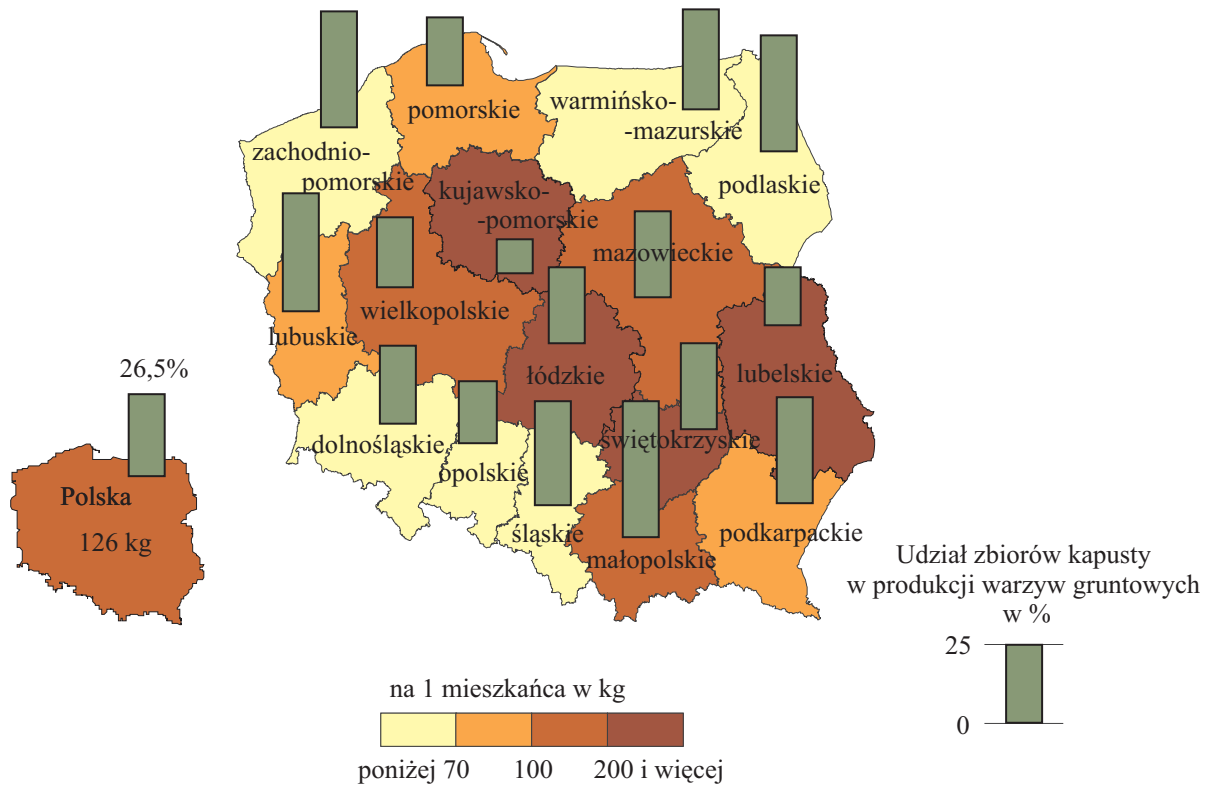 pomorskie
warmińsko-
-mazurskie
zachodnio-
pomorskie
podlaskie
kujawsko-
-pomorskie
mazowieckie
wielkopolskie
lubuskie
łódzkie
lubelskie
26,5%
dolnośląskie
świętokrzyskie
opolskie
Polska
126 kg
śląskie
małopolskie
podkarpackie
Udział zbiorów kapusty
w produkcji warzyw gruntowych
w %
25
0
na 1 mieszkańca w kg
poniżej 70 100 200 i więcej